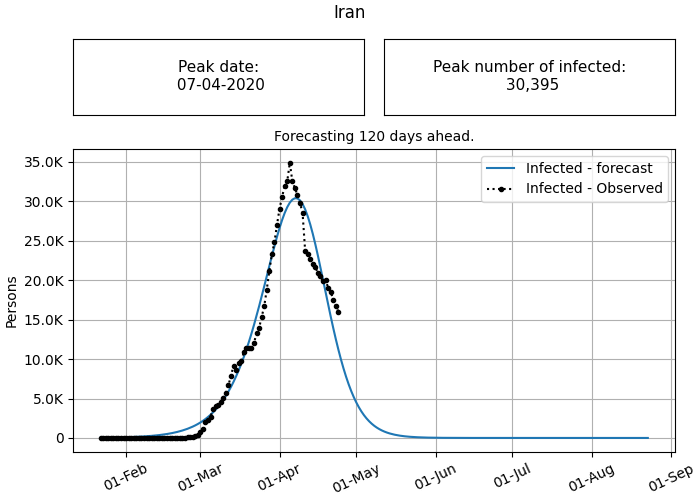 Iran
Peak date:
07-04-2020
Peak number of infected:
30,395
Forecasting 120 days ahead.
Infected - forecast
Infected - Observed
Persons
35.0K
30.0K
25.0K
20.0K
15.0K
10.0K
5.0K
0
01-Feb
01-Mar
01-Apr
01-May
01-Jun
01-Jul
01-Aug
01-Sep